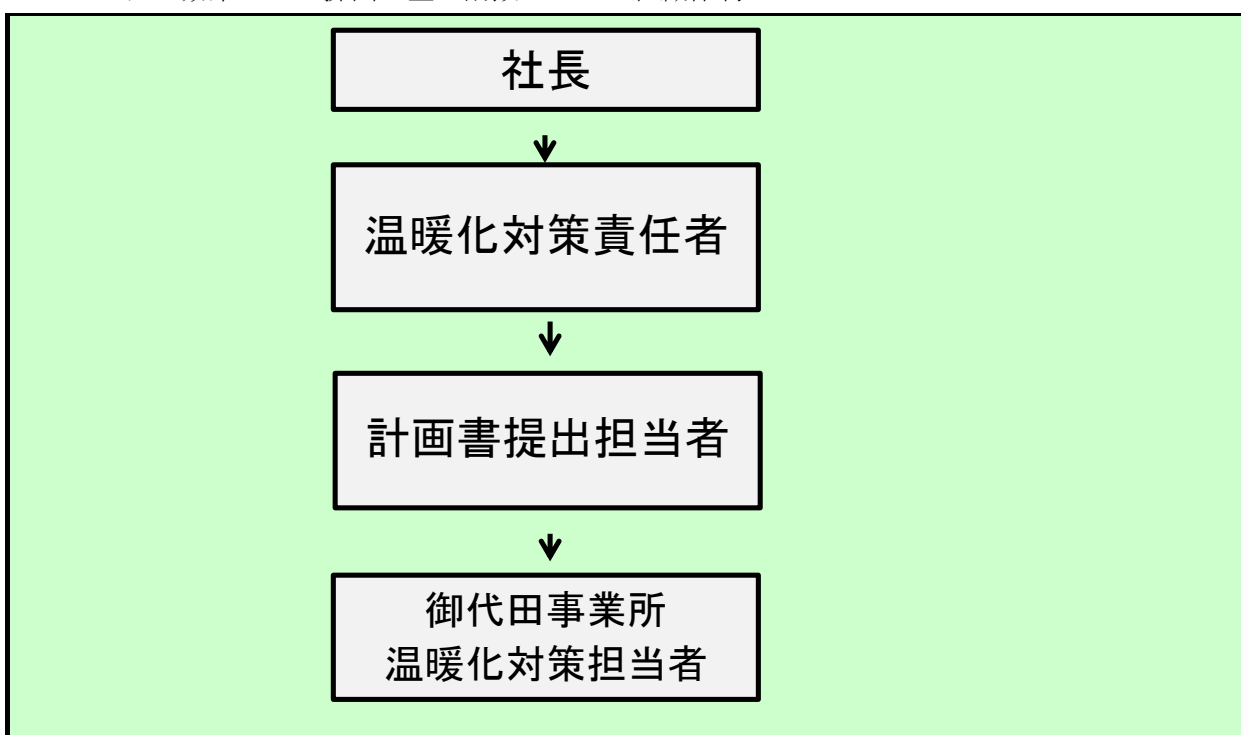 社長
温暖化対策責任者
計画書提出担当者
御代田事業所
温暖化対策担当者